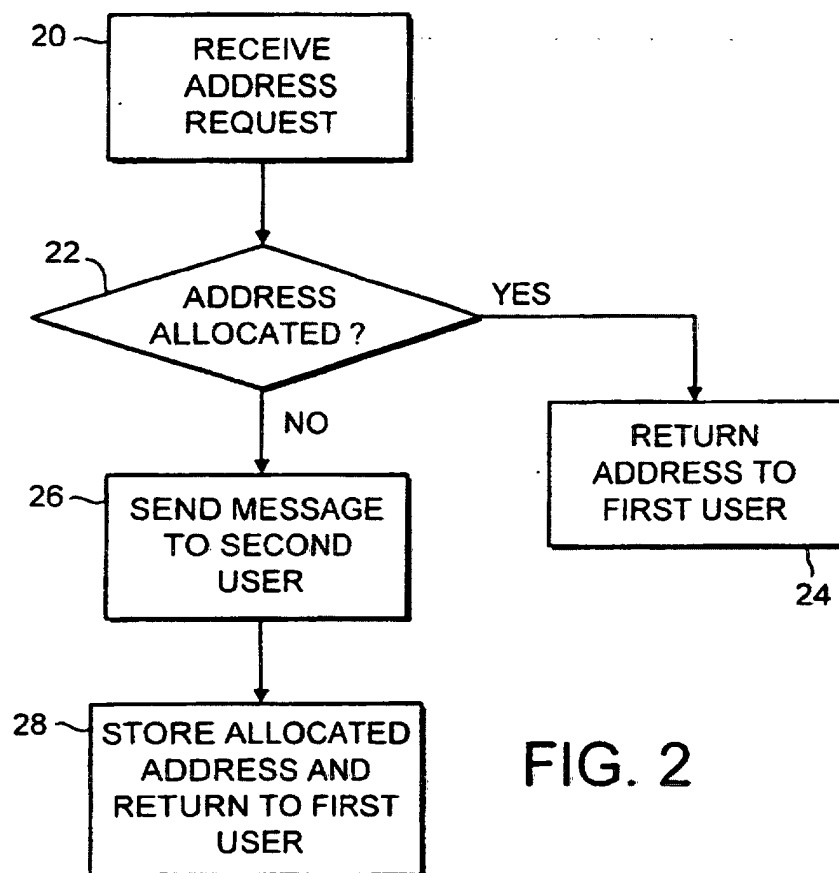 20
RECEIVE
ADDRESS
REQUEST
22
ADDRESS
ALLOCATED ?
YES
NO
RETURN
ADDRESS TO
FIRST USER
24
26
SEND MESSAGE
TO SECOND
USER
28
STORE ALLOCATED
ADDRESS AND
RETURN TO FIRST
USER
FIG. 2